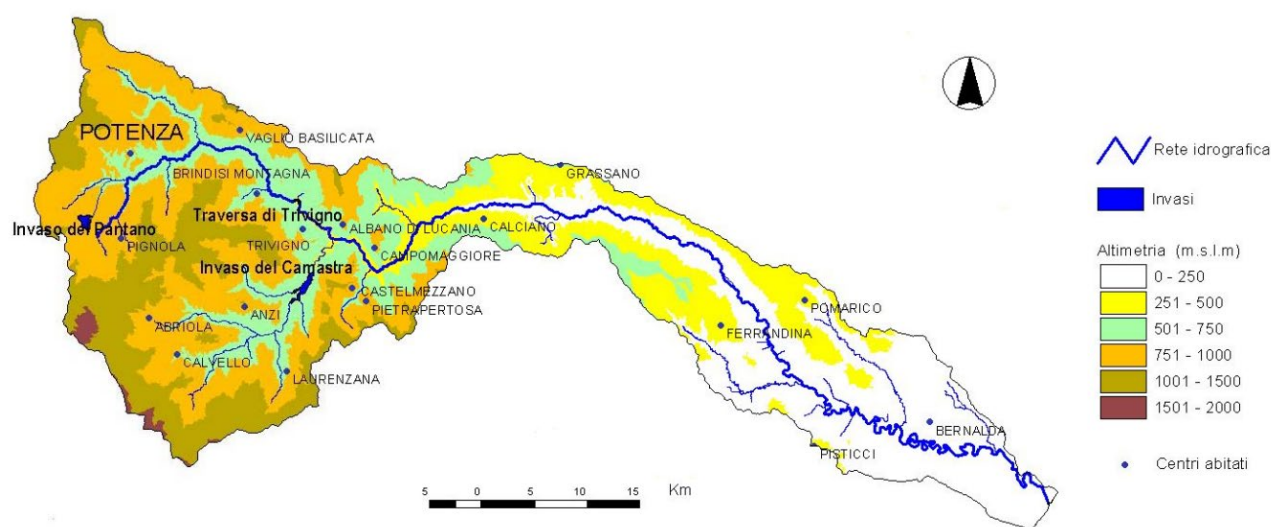 POTENZA
VAGLIO BASILICATA
BRINDISI MONTAGNA
GRASSANO
Traversa di Trivigno
Invaso del Pantano
PIGNOLA
TRIVIGNO
ALBANO DI LUCANIA
CALCIANO
CAMPOMAGGIORE
Invaso del Camastra
CASTELMEZZANO
PIETRAPERTOSA
ANZI
ABRIOLA
CALVELLO
LAURENZANA
POMARICO
FERRANDINA
BERNALDA
PISTICCI
5 0 5 10 15 Km
Rete idrografica
Invasi
Altimetria (m.s.l.m)
0 - 250
251 - 500
501 - 750
751 - 1000
1001 - 1500
1501 - 2000
Centri abitati